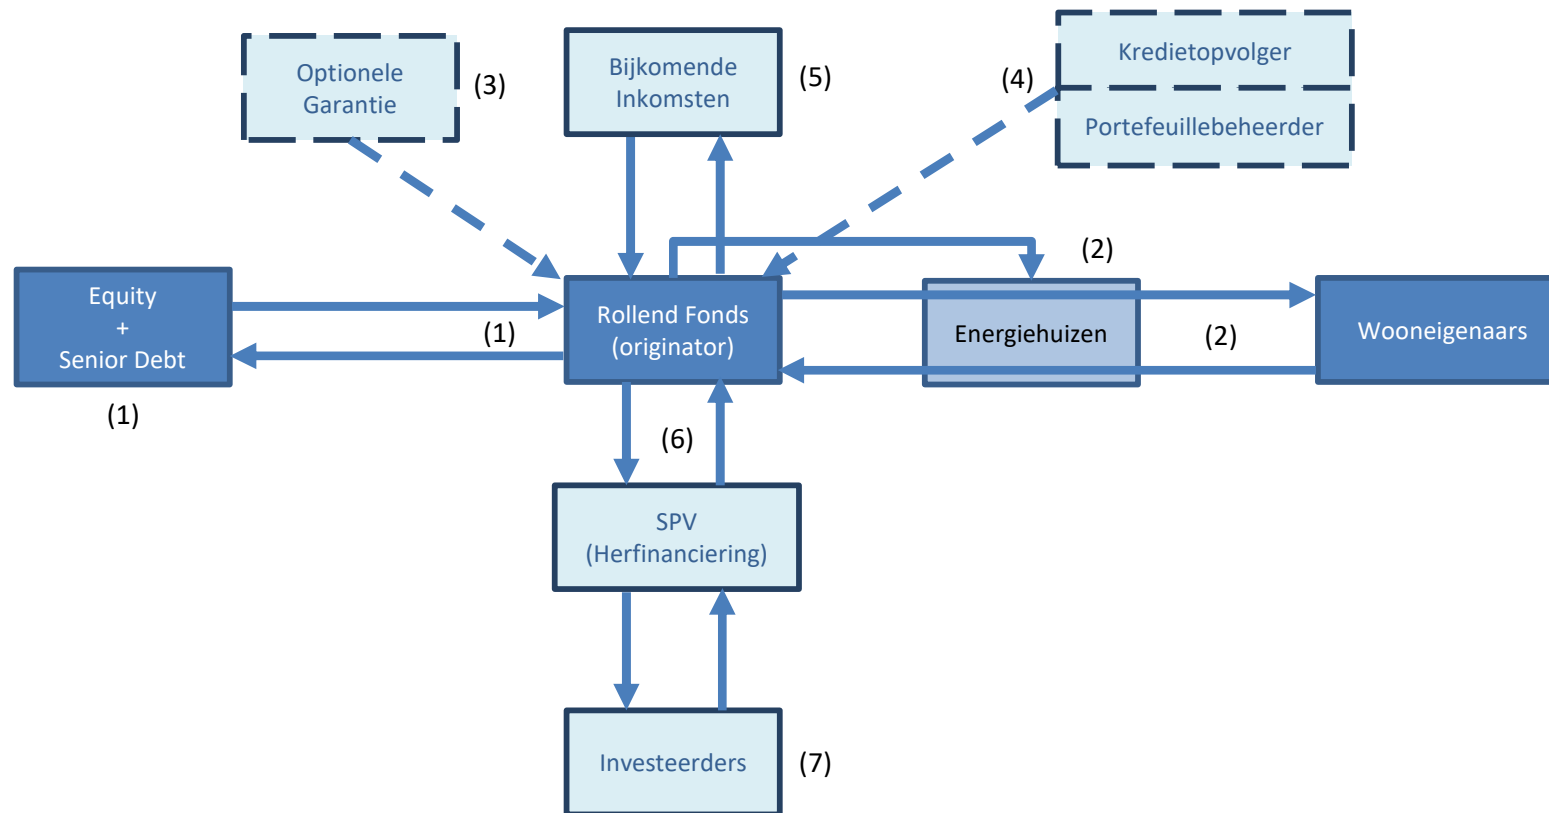 Optionele
Garantie
(3)
Bijkomende
Inkomsten
(5)
(4)
Kredietopvolger
Portefeuillebeheerder
Equity
+
Senior Debt
(1)
(1)
Rollend Fonds
(originator)
(2)
Energiehuizen
(2)
Wooneigenaars
(6)
SPV
(Herfinanciering)
Investeerders
(7)